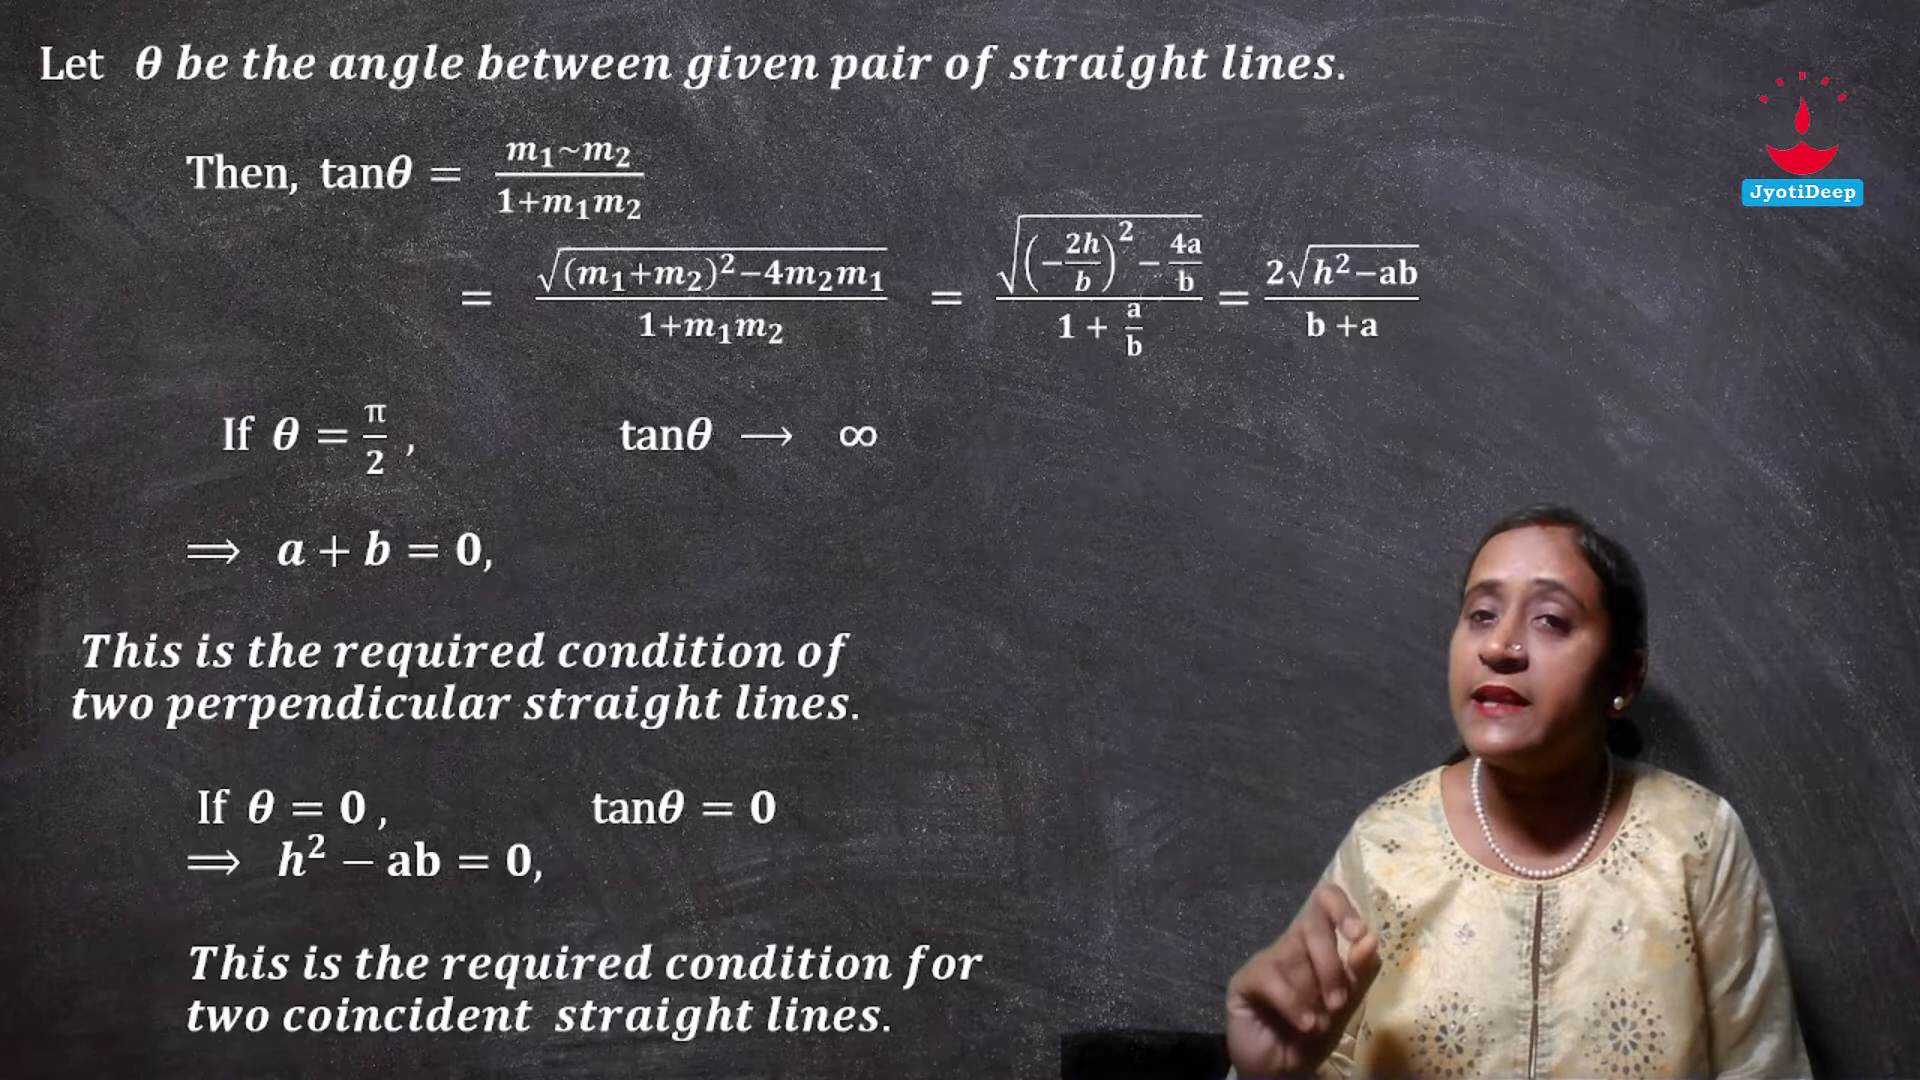 Let θ be the angle between given pair of straight lines.
JyotiDeep
Then, tanθ = m₁~m₂ / 1+m₁m₂
= √(m₁+m₂)²−4m₂m₁ / 1+m₁m₂ = √(−2h/b)² − 4a/b / 1 + a/b = 2√h²−ab / b +a
If θ = π/2 , tanθ ⟶ ∞
⟹ a + b = 0,
This is the required condition of
two perpendicular straight lines.
If θ = 0 , tanθ = 0
⟹ h² − ab = 0,
This is the required condition for
two coincident straight lines.